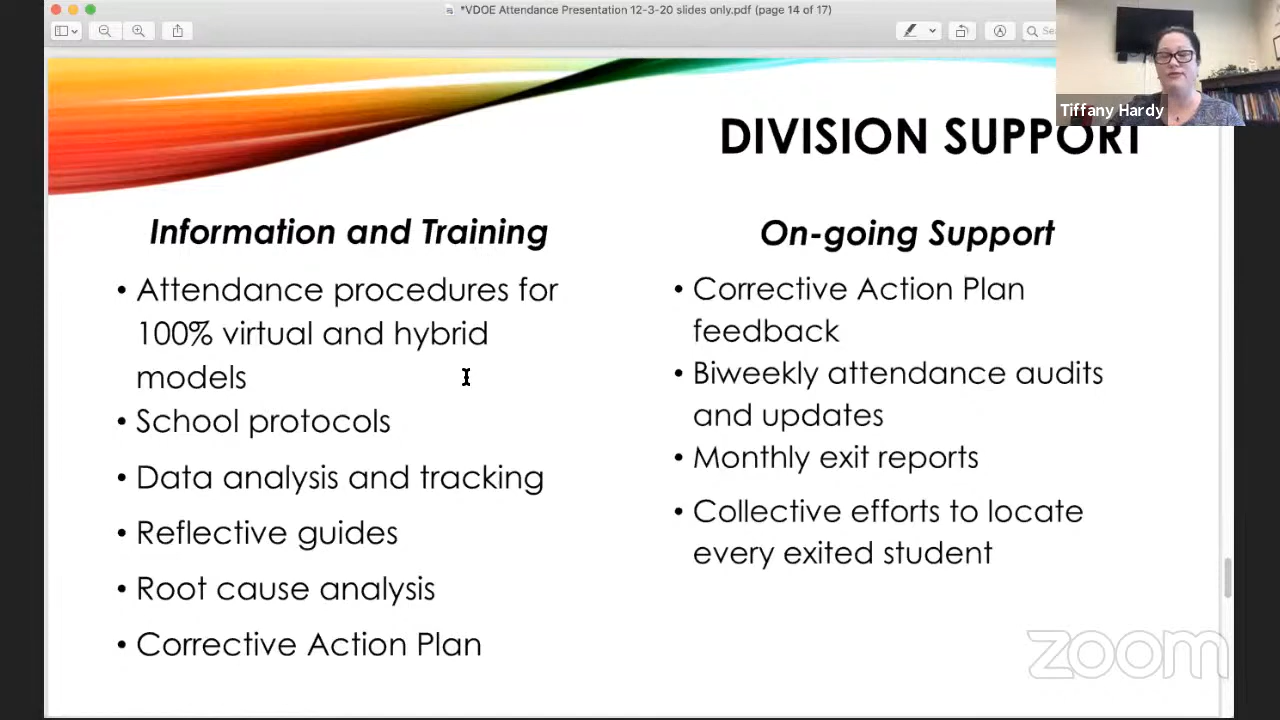 *VDOE Attendance Presentation 12-3-20 slides only.pdf (page 14 of 17)
Tiffany Hardy
DIVISION SUPPORT
Information and Training
• Attendance procedures for
100% virtual and hybrid
models
• School protocols
• Data analysis and tracking
• Reflective guides
• Root cause analysis
• Corrective Action Plan
On-going Support
• Corrective Action Plan
feedback
• Biweekly attendance audits
and updates
• Monthly exit reports
• Collective efforts to locate
every exited student
zoom